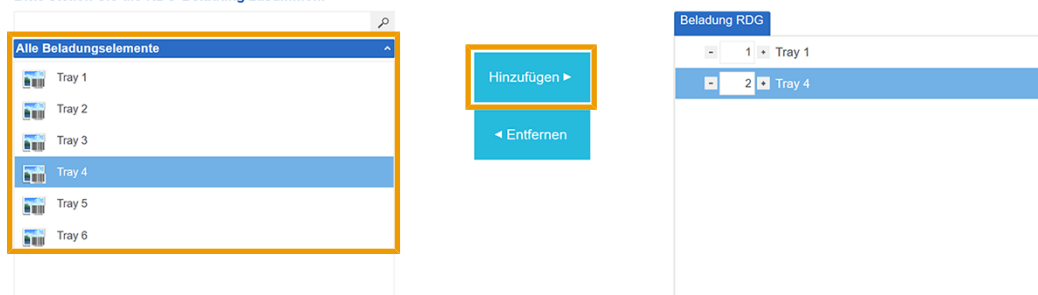 Alle Beladungselemente
Tray 1
Tray 2
Tray 3
Tray 4
Tray 5
Tray 6
Hinzufügen ►
◄ Entfernen
Beladung RDG
- 1 + Tray 1
- 2 + Tray 4